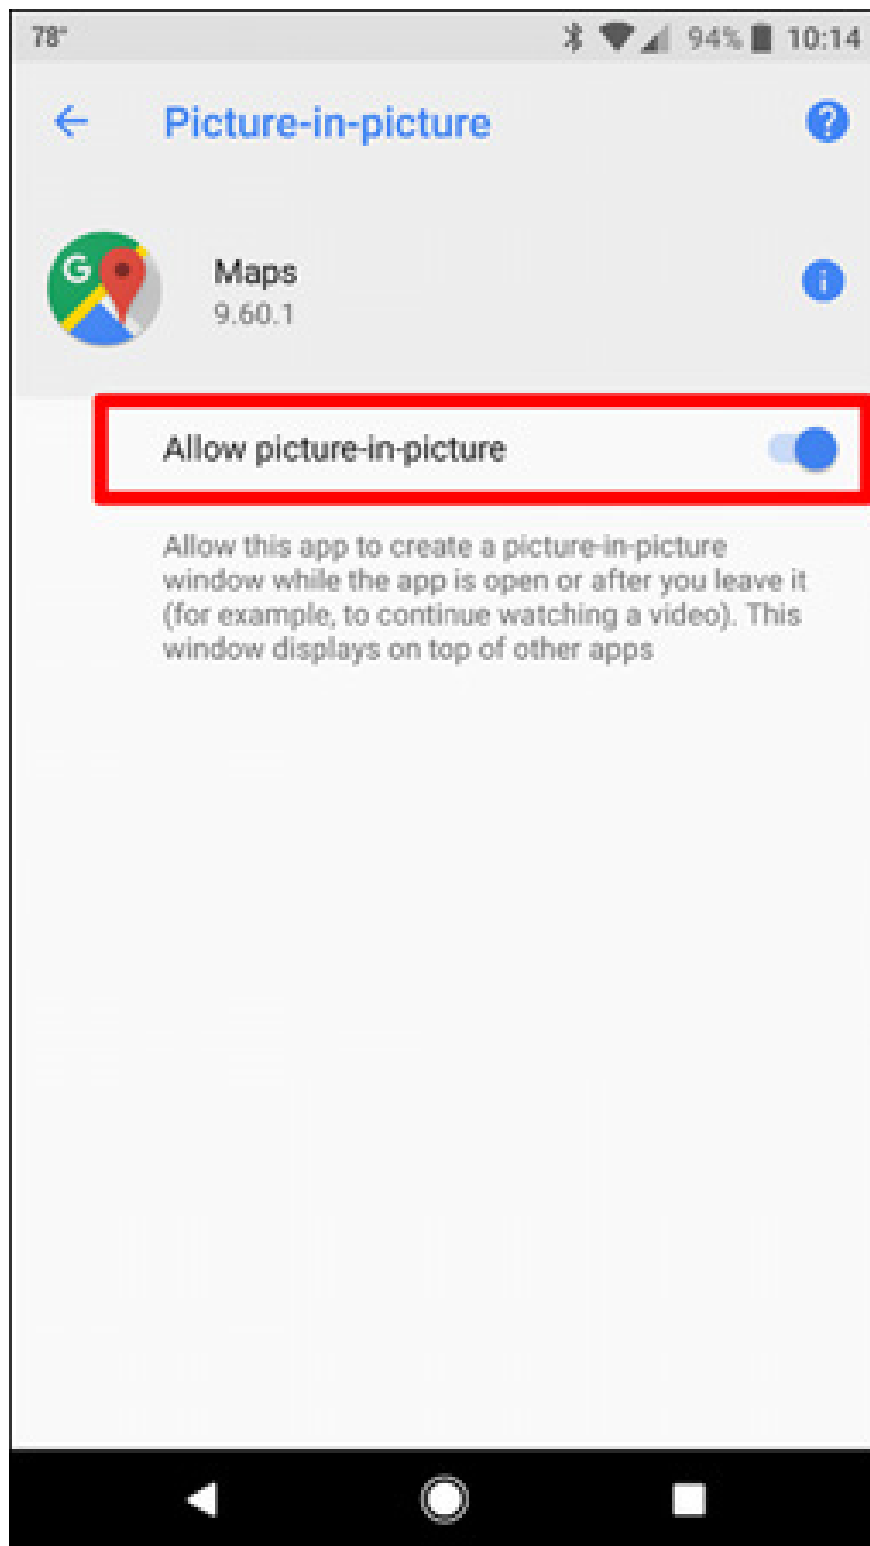 78° 94% 10:14
Picture-in-picture ?
G
Maps i
9.60.1
Allow picture-in-picture
Allow this app to create a picture-in-picture
window while the app is open or after you leave it
(for example, to continue watching a video). This
window displays on top of other apps